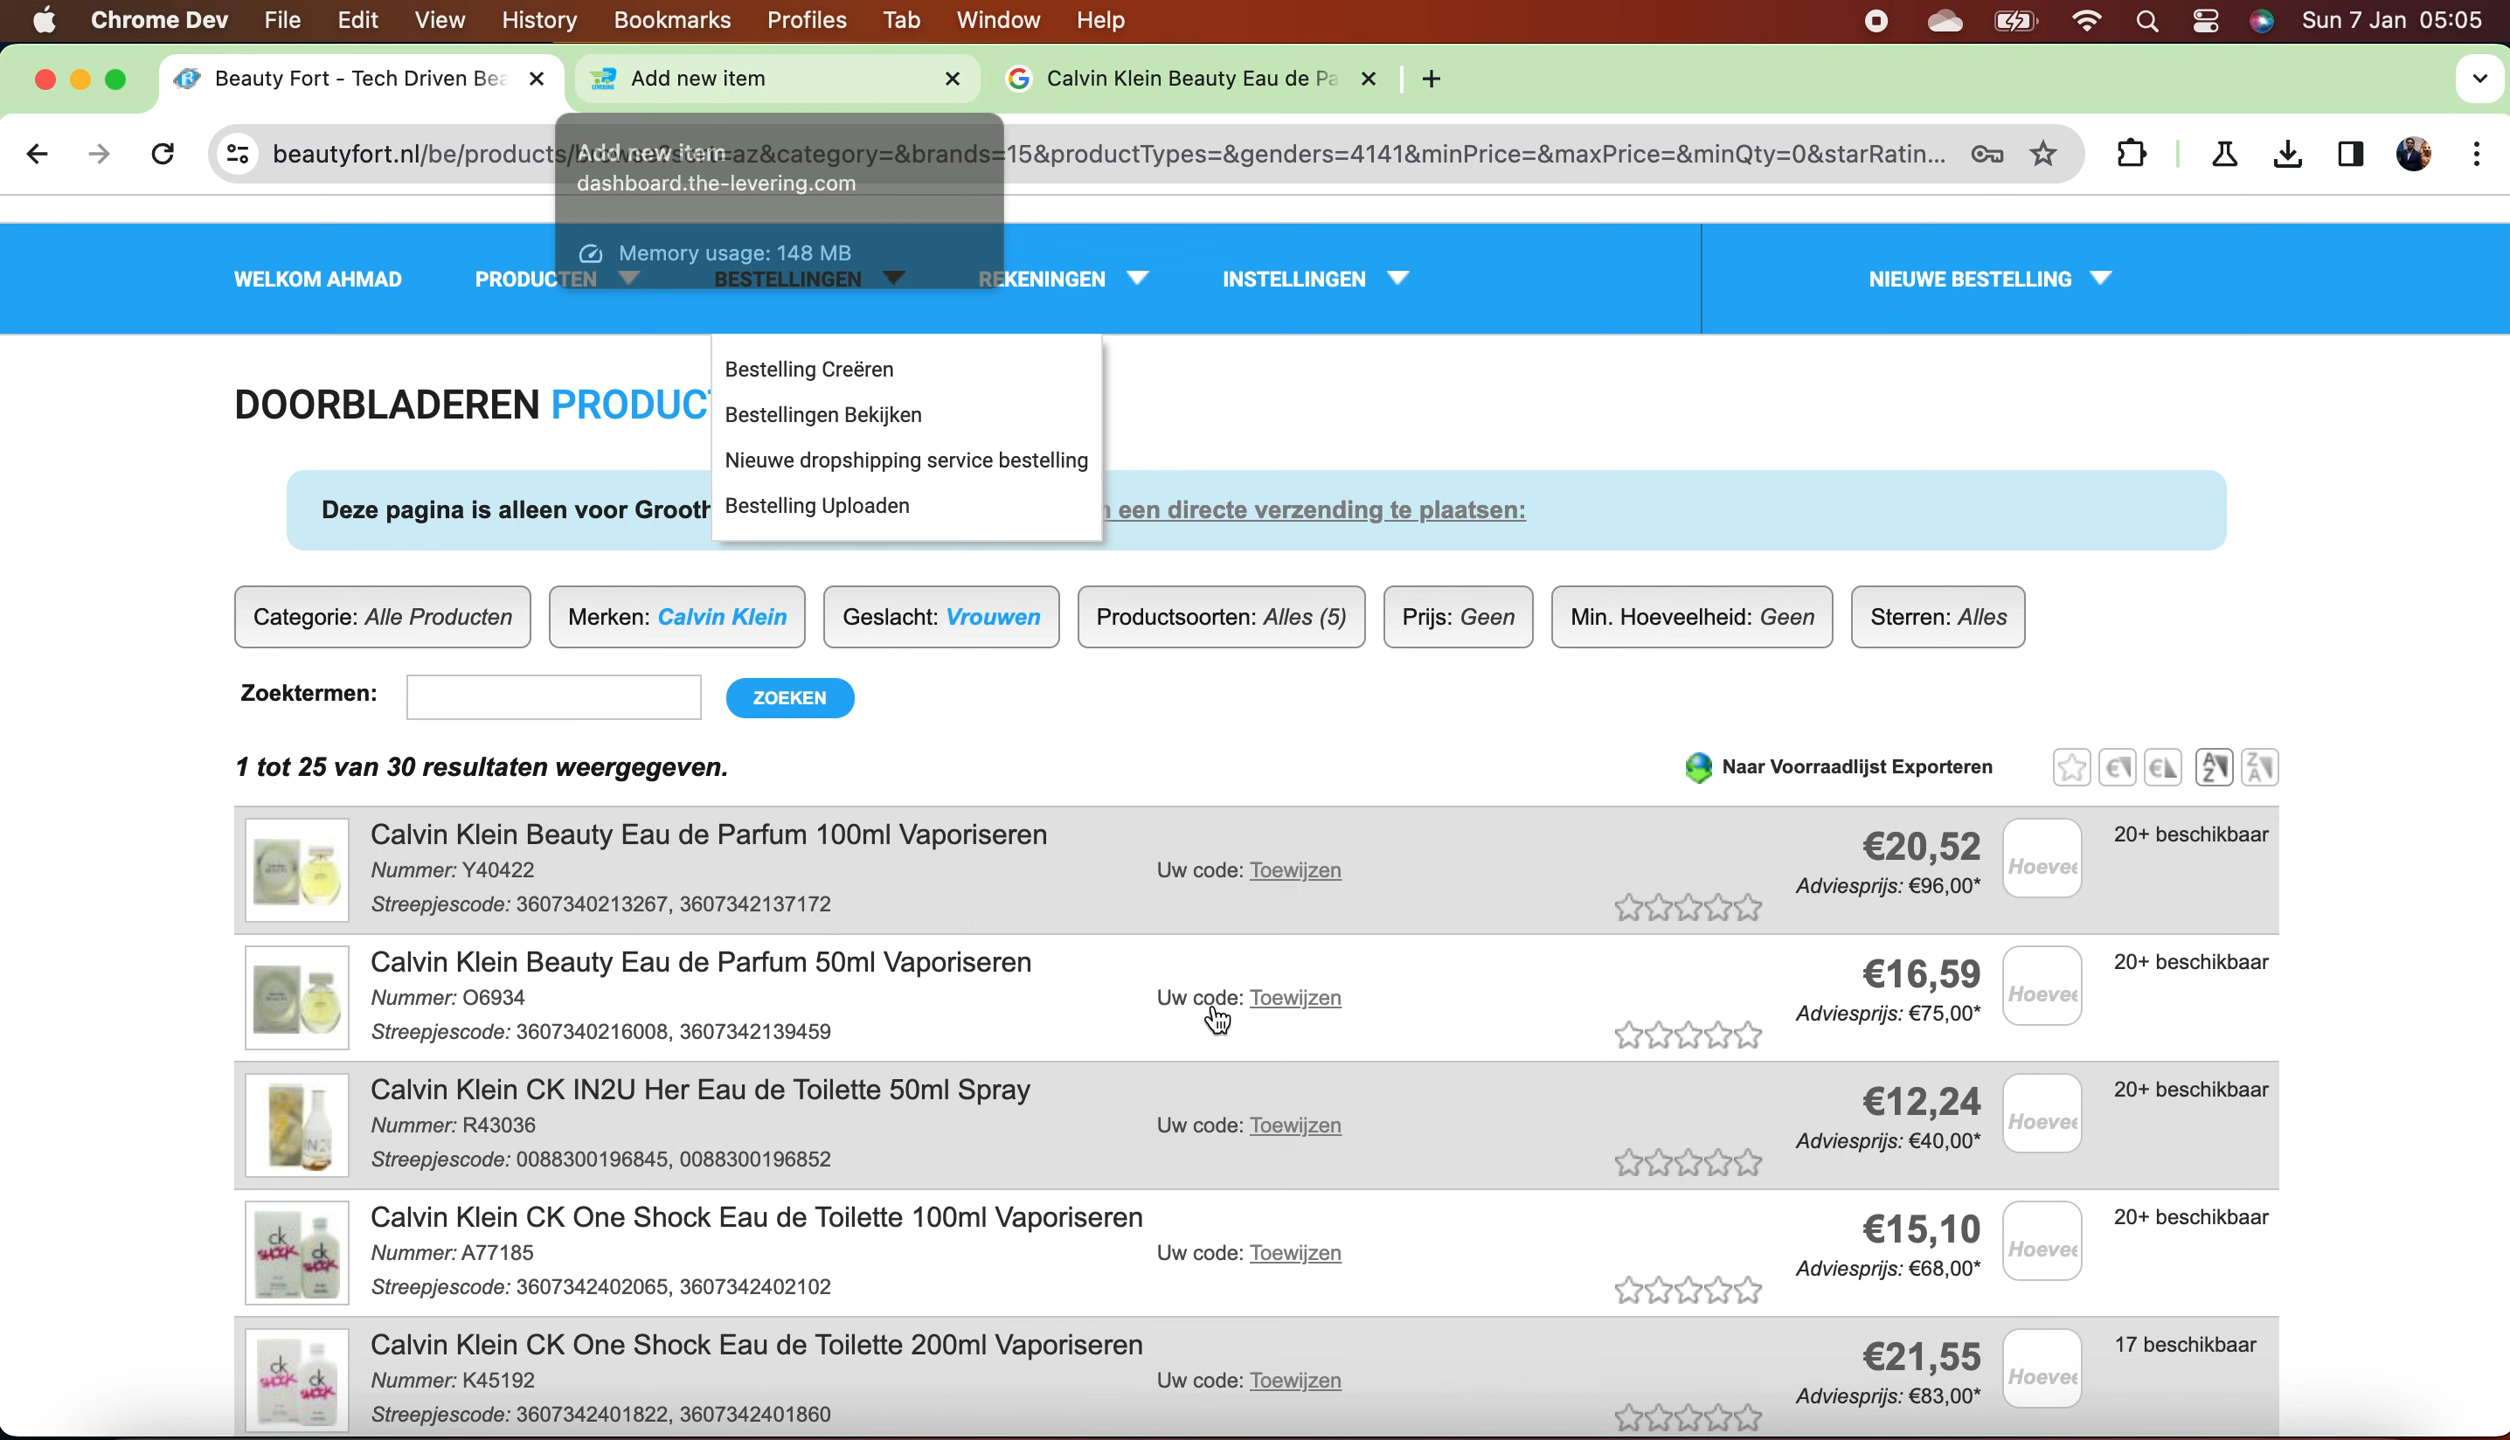 Chrome Dev File Edit View History Bookmarks Profiles Tab Window Help Sun 7 Jan 05:05
Beauty Fort - Tech Driven Bea Add new item Calvin Klein Beauty Eau de Pa
beautyfort.nl/be/products/ az&category=&brands=15&productTypes=&genders=4141&minPrice=&maxPrice=&minQty=0&starRatin...
Add new item
dashboard.the-levering.com
Memory usage: 148 MB
WELKOM AHMAD PRODUCTEN BESTELLINGEN REKENINGEN INSTELLINGEN NIEUWE BESTELLING
Bestelling Creëren
Bestellingen Bekijken
Nieuwe dropshipping service bestelling
Bestelling Uploaden
DOORBLADEREN PRODUC
Deze pagina is alleen voor Grooth een directe verzending te plaatsen:
Categorie: Alle Producten Merken: Calvin Klein Geslacht: Vrouwen Productsoorten: Alles (5) Prijs: Geen Min. Hoeveelheid: Geen Sterren: Alles
Zoektermen: ZOEKEN
1 tot 25 van 30 resultaten weergegeven. Naar Voorraadlijst Exporteren € € A Z Z A
Calvin Klein Beauty Eau de Parfum 100ml Vaporiseren €20,52 20+ beschikbaar
Nummer: Y40422 Uw code: Toewijzen Adviesprijs: €96,00* Hoevee
Streepjescode: 3607340213267, 3607342137172
Calvin Klein Beauty Eau de Parfum 50ml Vaporiseren €16,59 20+ beschikbaar
Nummer: O6934 Uw code: Toewijzen Adviesprijs: €75,00* Hoevee
Streepjescode: 3607340216008, 3607342139459
Calvin Klein CK IN2U Her Eau de Toilette 50ml Spray €12,24 20+ beschikbaar
Nummer: R43036 Uw code: Toewijzen Adviesprijs: €40,00* Hoevee
Streepjescode: 0088300196845, 0088300196852
Calvin Klein CK One Shock Eau de Toilette 100ml Vaporiseren €15,10 20+ beschikbaar
Nummer: A77185 Uw code: Toewijzen Adviesprijs: €68,00* Hoevee
Streepjescode: 3607342402065, 3607342402102
Calvin Klein CK One Shock Eau de Toilette 200ml Vaporiseren €21,55 17 beschikbaar
Nummer: K45192 Uw code: Toewijzen Adviesprijs: €83,00* Hoevee
Streepjescode: 3607342401822, 3607342401860